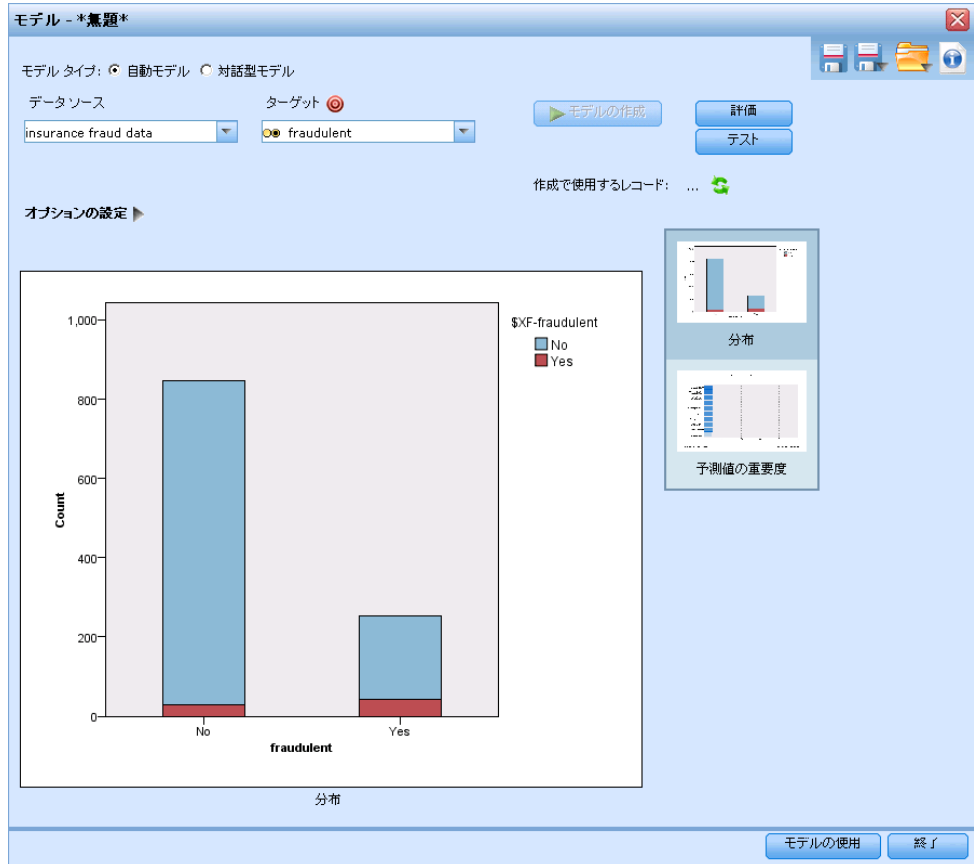 モデル - *無題*
モデル タイプ: 自動モデル 対話型モデル
データ ソース ターゲット
insurance fraud data fraudulent
モデルの作成
評価
テスト
作成で使用するレコード: ...
オプションの設定
1,000
800
600
400
200
0
Count
No Yes
fraudulent
$XF-fraudulent
No
Yes
分布
分布
予測値の重要度
モデルの使用 終了